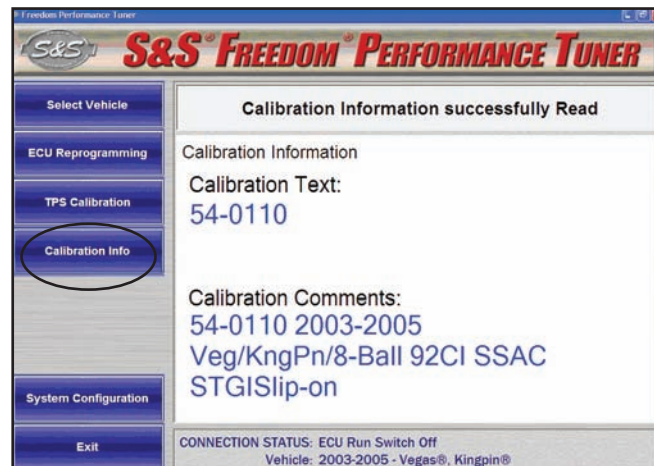 Freedom Performance Tuner
S&S® S&S® FREEDOM® PERFORMANCE TUNER
Select Vehicle
ECU Reprogramming
TPS Calibration
Calibration Info
System Configuration
Exit
Calibration Information successfully Read
Calibration Information
Calibration Text:
54-0110
Calibration Comments:
54-0110 2003-2005
Veg/KngPn/8-Ball 92CI SSAC
STGISlip-on
CONNECTION STATUS: ECU Run Switch Off
Vehicle: 2003-2005 - Vegas®, Kingpin®